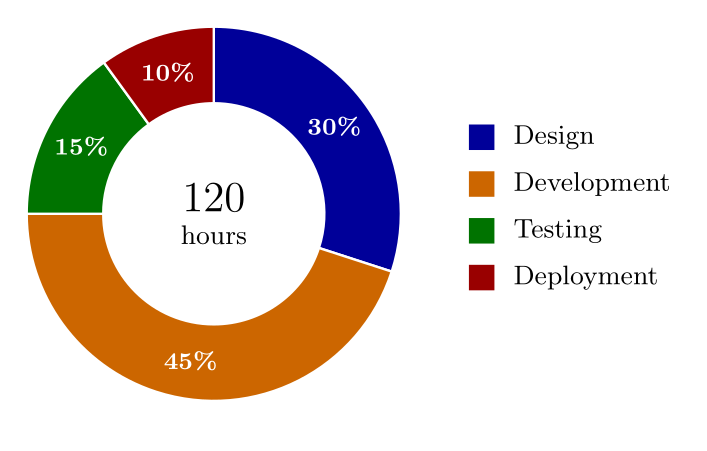 10%
30%
15%
120
hours
45%
Design
Development
Testing
Deployment